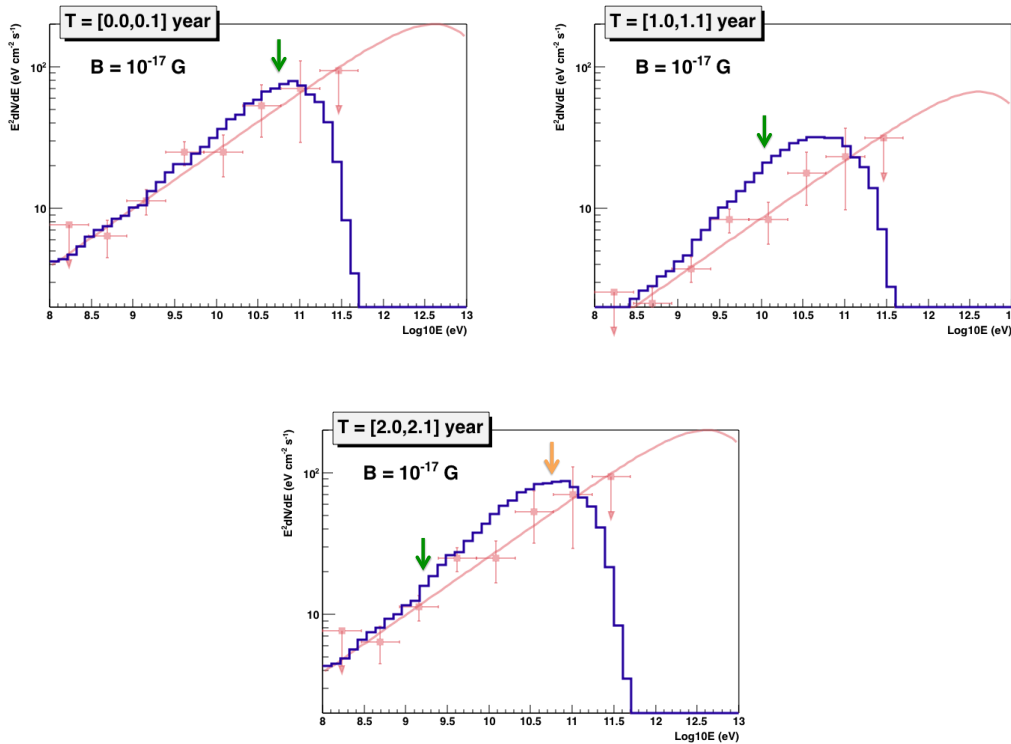 T = [0.0,0.1] year
B = 10⁻¹⁷ G
E²dN/dE (eV cm⁻² s⁻¹)
10²
10
8 8.5 9 9.5 10 10.5 11 11.5 12 12.5 13
Log10E (eV)
T = [1.0,1.1] year
B = 10⁻¹⁷ G
E²dN/dE (eV cm⁻² s⁻¹)
10²
10
8 8.5 9 9.5 10 10.5 11 11.5 12 12.5 1
Log10E (eV)
T = [2.0,2.1] year
B = 10⁻¹⁷ G
E²dN/dE (eV cm⁻² s⁻¹)
10²
10
8 8.5 9 9.5 10 10.5 11 11.5 12 12.5 13
Log10E (eV)